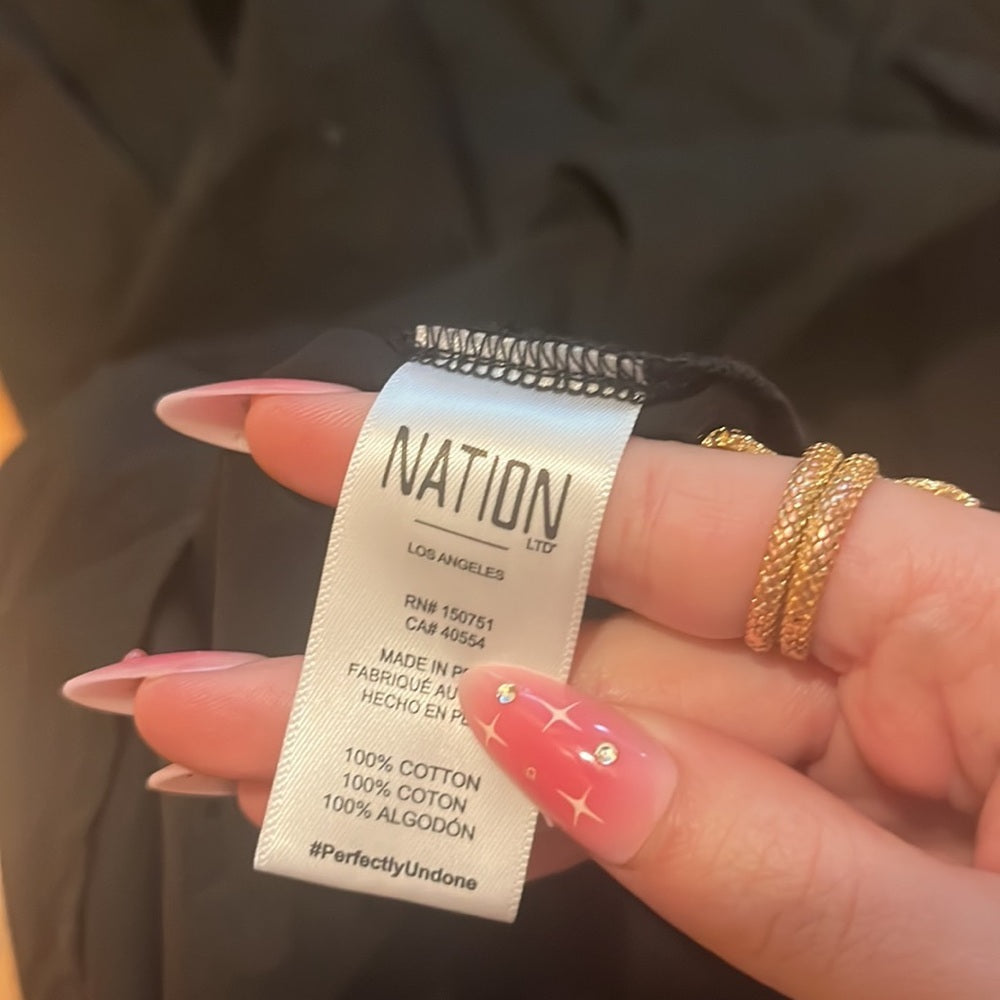 NATION
LTD
LOS ANGELES
RN# 150751
CA# 40554
MADE IN
FABRIQUÉ AU
HECHO EN
100% COTTON
100% COTON
100% ALGODÓN
#PerfectlyUndone